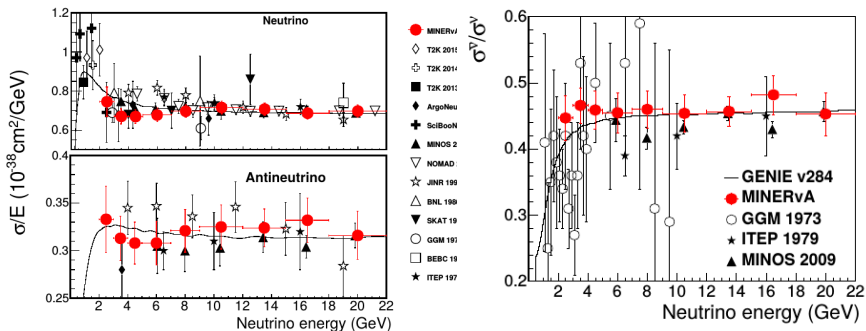 Neutrino
0.4
0.6
0.8
1
σ/E (10⁻³⁸cm²/GeV)
Antineutrino
0.25
0.3
0.35
0.4
2 4 6 8 10 12 14 16 18 20 22
Neutrino energy (GeV)
MINERvA
T2K 2015
T2K 2014
T2K 2013
ArgoNeu
SciBooN
MINOS 2
NOMAD
JINR 199
BNL 198
SKAT 19
GGM 197
BEBC 19
ITEP 197
σ^ν̅/σ^ν
0.6
0.5
0.4
0.3
0.2
GENIE v284
MINERvA
GGM 1973
ITEP 1979
MINOS 2009
2 4 6 8 10 12 14 16 18 20 22
Neutrino energy (GeV)